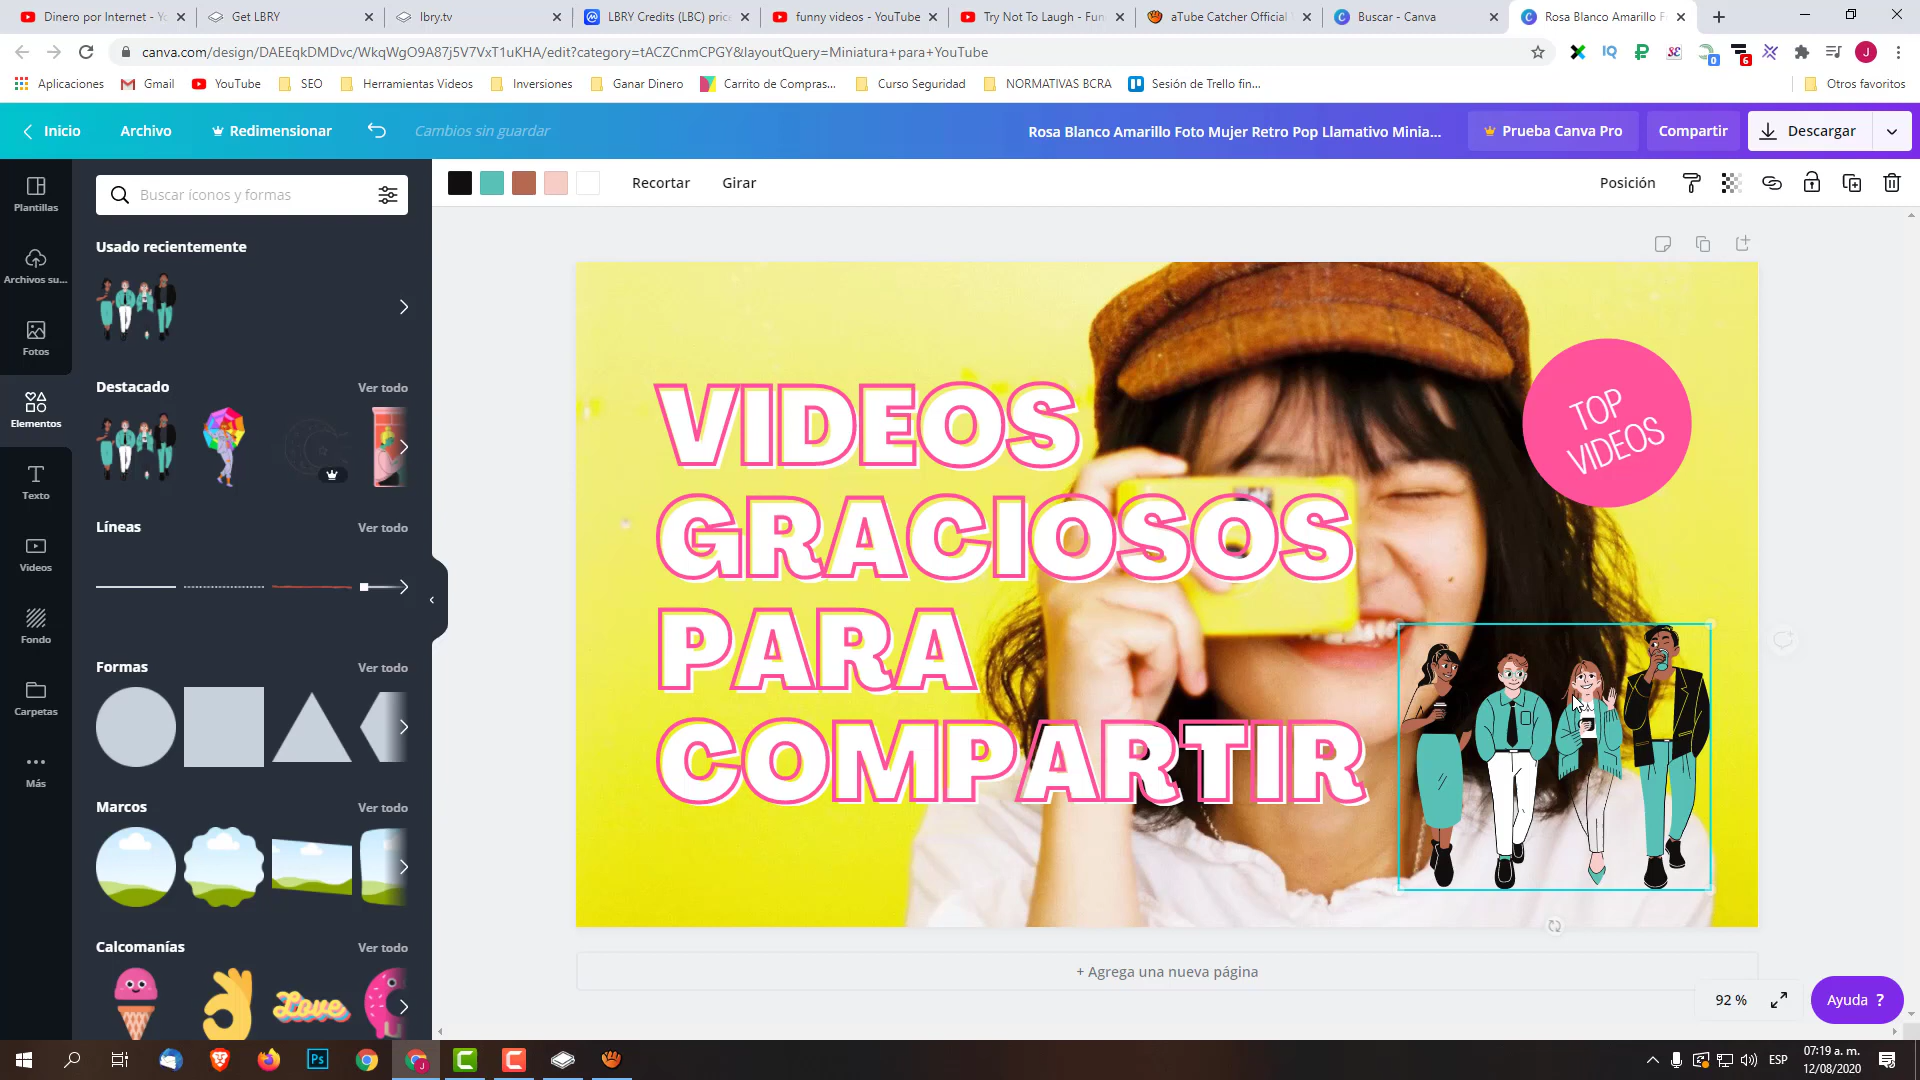 Dinero por Internet - Yo
Get LBRY
lbry.tv
LBRY Credits (LBC) price
funny videos - YouTube
Try Not To Laugh - Fun
aTube Catcher Official
Buscar - Canva
Rosa Blanco Amarillo F
canva.com/design/DAEEqkDMDvc/WkqWgO9A87j5V7VxT1uKHA/edit?category=tACZCnmCPGY&layoutQuery=Miniatura+para+YouTube
Aplicaciones
Gmail
YouTube
SEO
Herramientas Videos
Inversiones
Ganar Dinero
Carrito de Compras...
Curso Seguridad
NORMATIVAS BCRA
Sesión de Trello fin...
Otros favoritos
Inicio
Archivo
Redimensionar
Cambios sin guardar
Rosa Blanco Amarillo Foto Mujer Retro Pop Llamativo Minia...
Prueba Canva Pro
Compartir
Descargar
Plantillas
Archivos su...
Fotos
Elementos
Texto
Videos
Fondo
Carpetas
Más
Buscar íconos y formas
Usado recientemente
Destacado
Ver todo
Líneas
Ver todo
Formas
Ver todo
Marcos
Ver todo
Calcomanías
Ver todo
Love
Recortar
Girar
Posición
VIDEOS
GRACIOSOS
PARA
COMPARTIR
TOP
VIDEOS
+ Agrega una nueva página
92 %
Ayuda ?
ESP
07:19 a. m.
12/08/2020